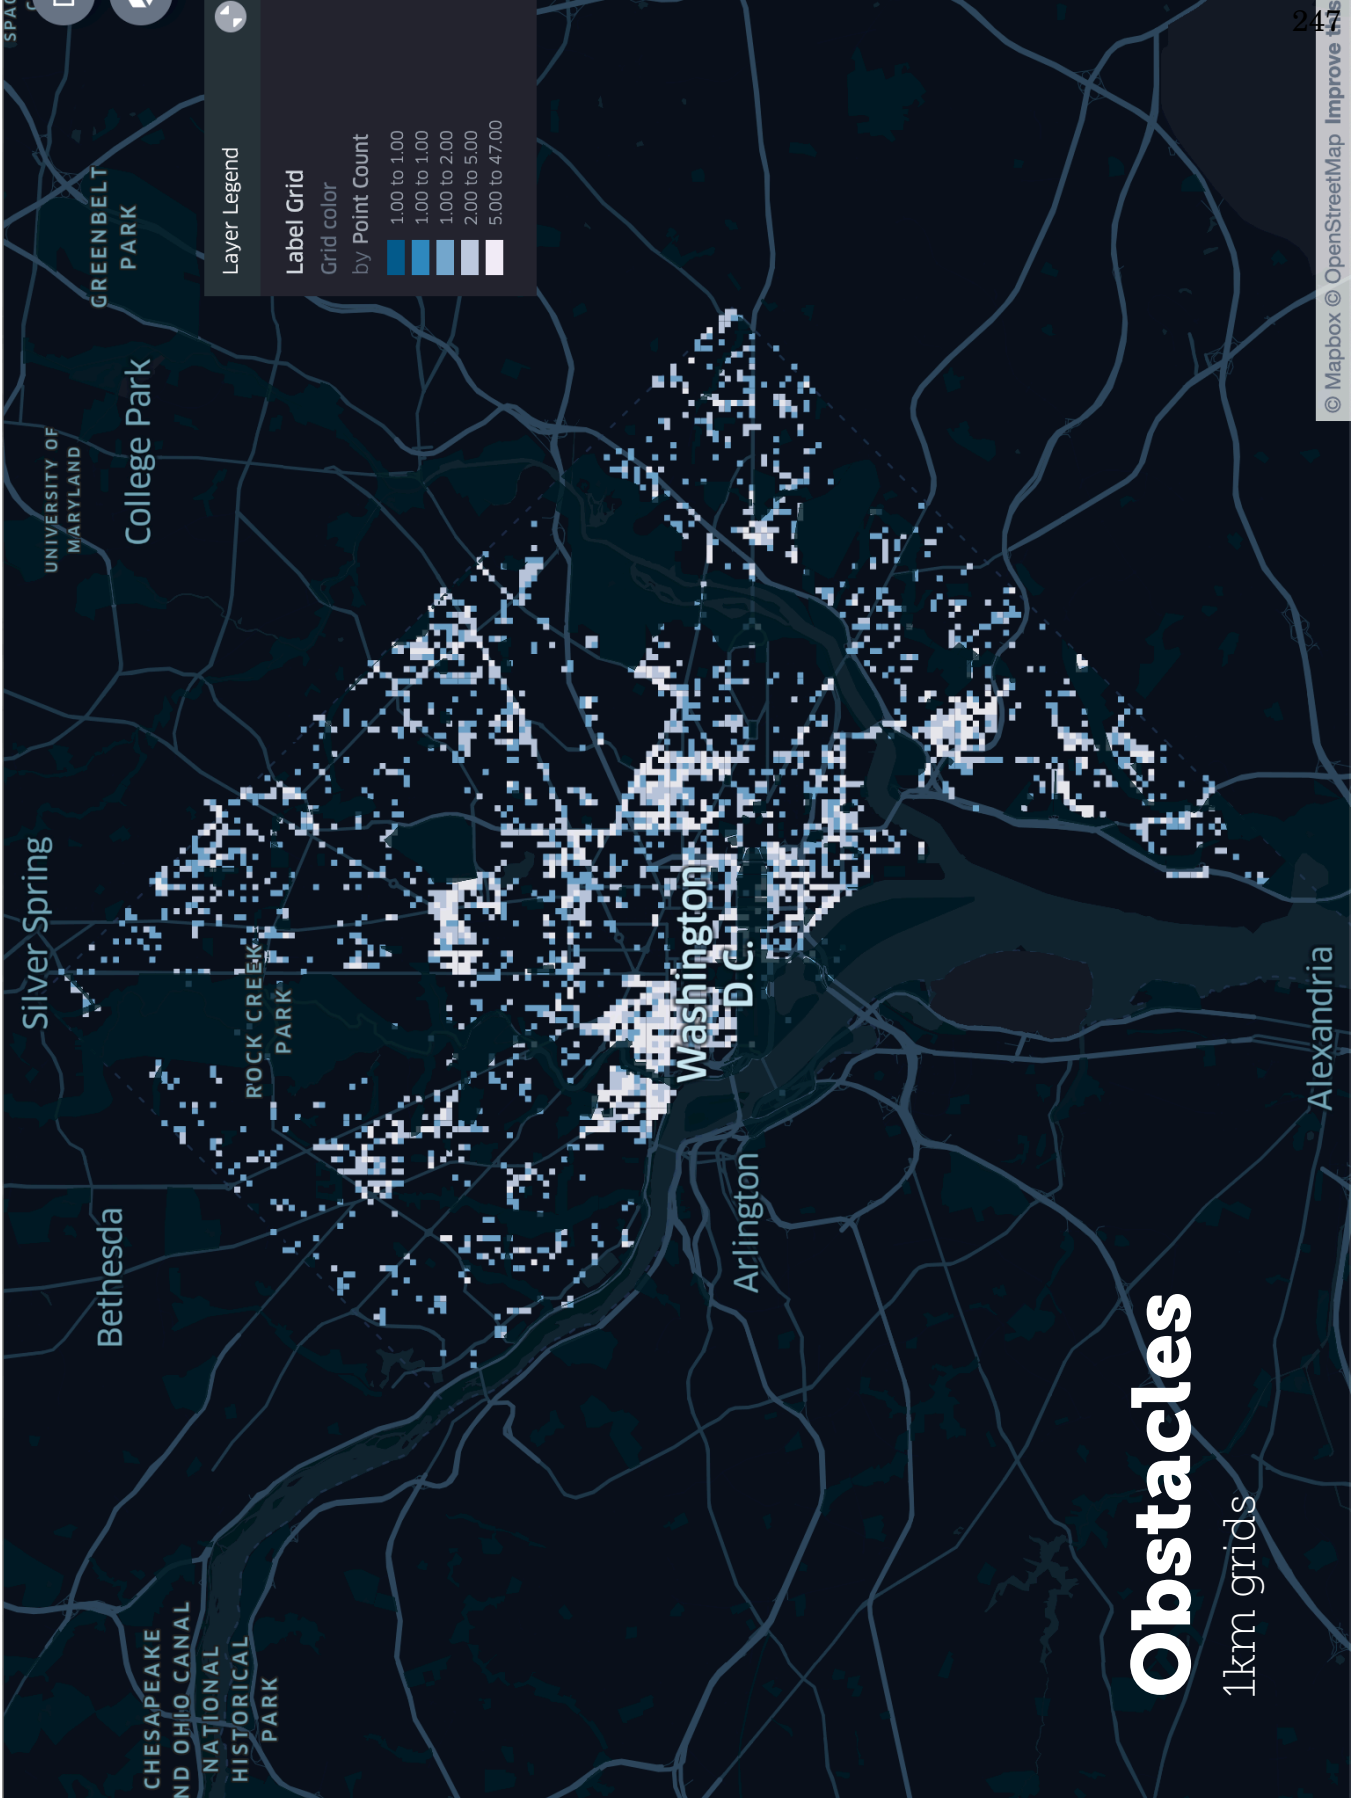 247
Layer Legend
Label Grid
Grid color
by Point Count
1.00 to 1.00
1.00 to 1.00
1.00 to 2.00
2.00 to 5.00
5.00 to 47.00
GREENBELT
PARK
UNIVERSITY OF
MARYLAND
College Park
Silver Spring
ROCK CREEK
PARK
Bethesda
Washington
D.C.
Arlington
Alexandria
CHESAPEAKE
ND OHIO CANAL
NATIONAL
HISTORICAL
PARK
Obstacles
1km grids
© Mapbox © OpenStreetMap Improve